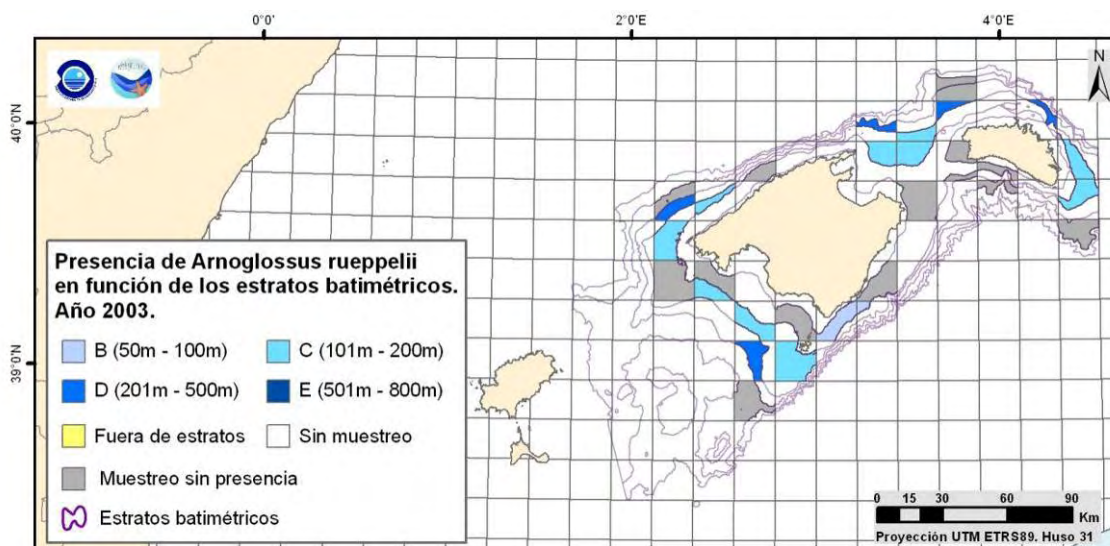 0°0'
2°0'E
4°0'E
N
40°0'N
39°0'N
Presencia de Arnoglossus rueppelii
en función de los estratos batimétricos.
Año 2003.
B (50m - 100m)
C (101m - 200m)
D (201m - 500m)
E (501m - 800m)
Fuera de estratos
Sin muestreo
Muestreo sin presencia
Estratos batimétricos
0 15 30 60 90
Km
Proyección UTM ETRS89. Huso 31